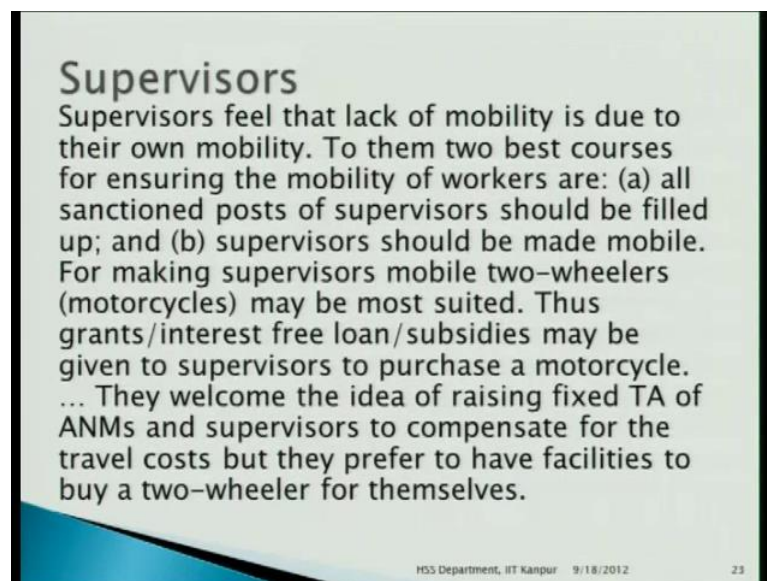 Supervisors
Supervisors feel that lack of mobility is due to
their own mobility. To them two best courses
for ensuring the mobility of workers are: (a) all
sanctioned posts of supervisors should be filled
up; and (b) supervisors should be made mobile.
For making supervisors mobile two-wheelers
(motorcycles) may be most suited. Thus
grants/interest free loan/subsidies may be
given to supervisors to purchase a motorcycle.
... They welcome the idea of raising fixed TA of
ANMs and supervisors to compensate for the
travel costs but they prefer to have facilities to
buy a two-wheeler for themselves.
HSS Department, IIT Kanpur 9/18/2012 23